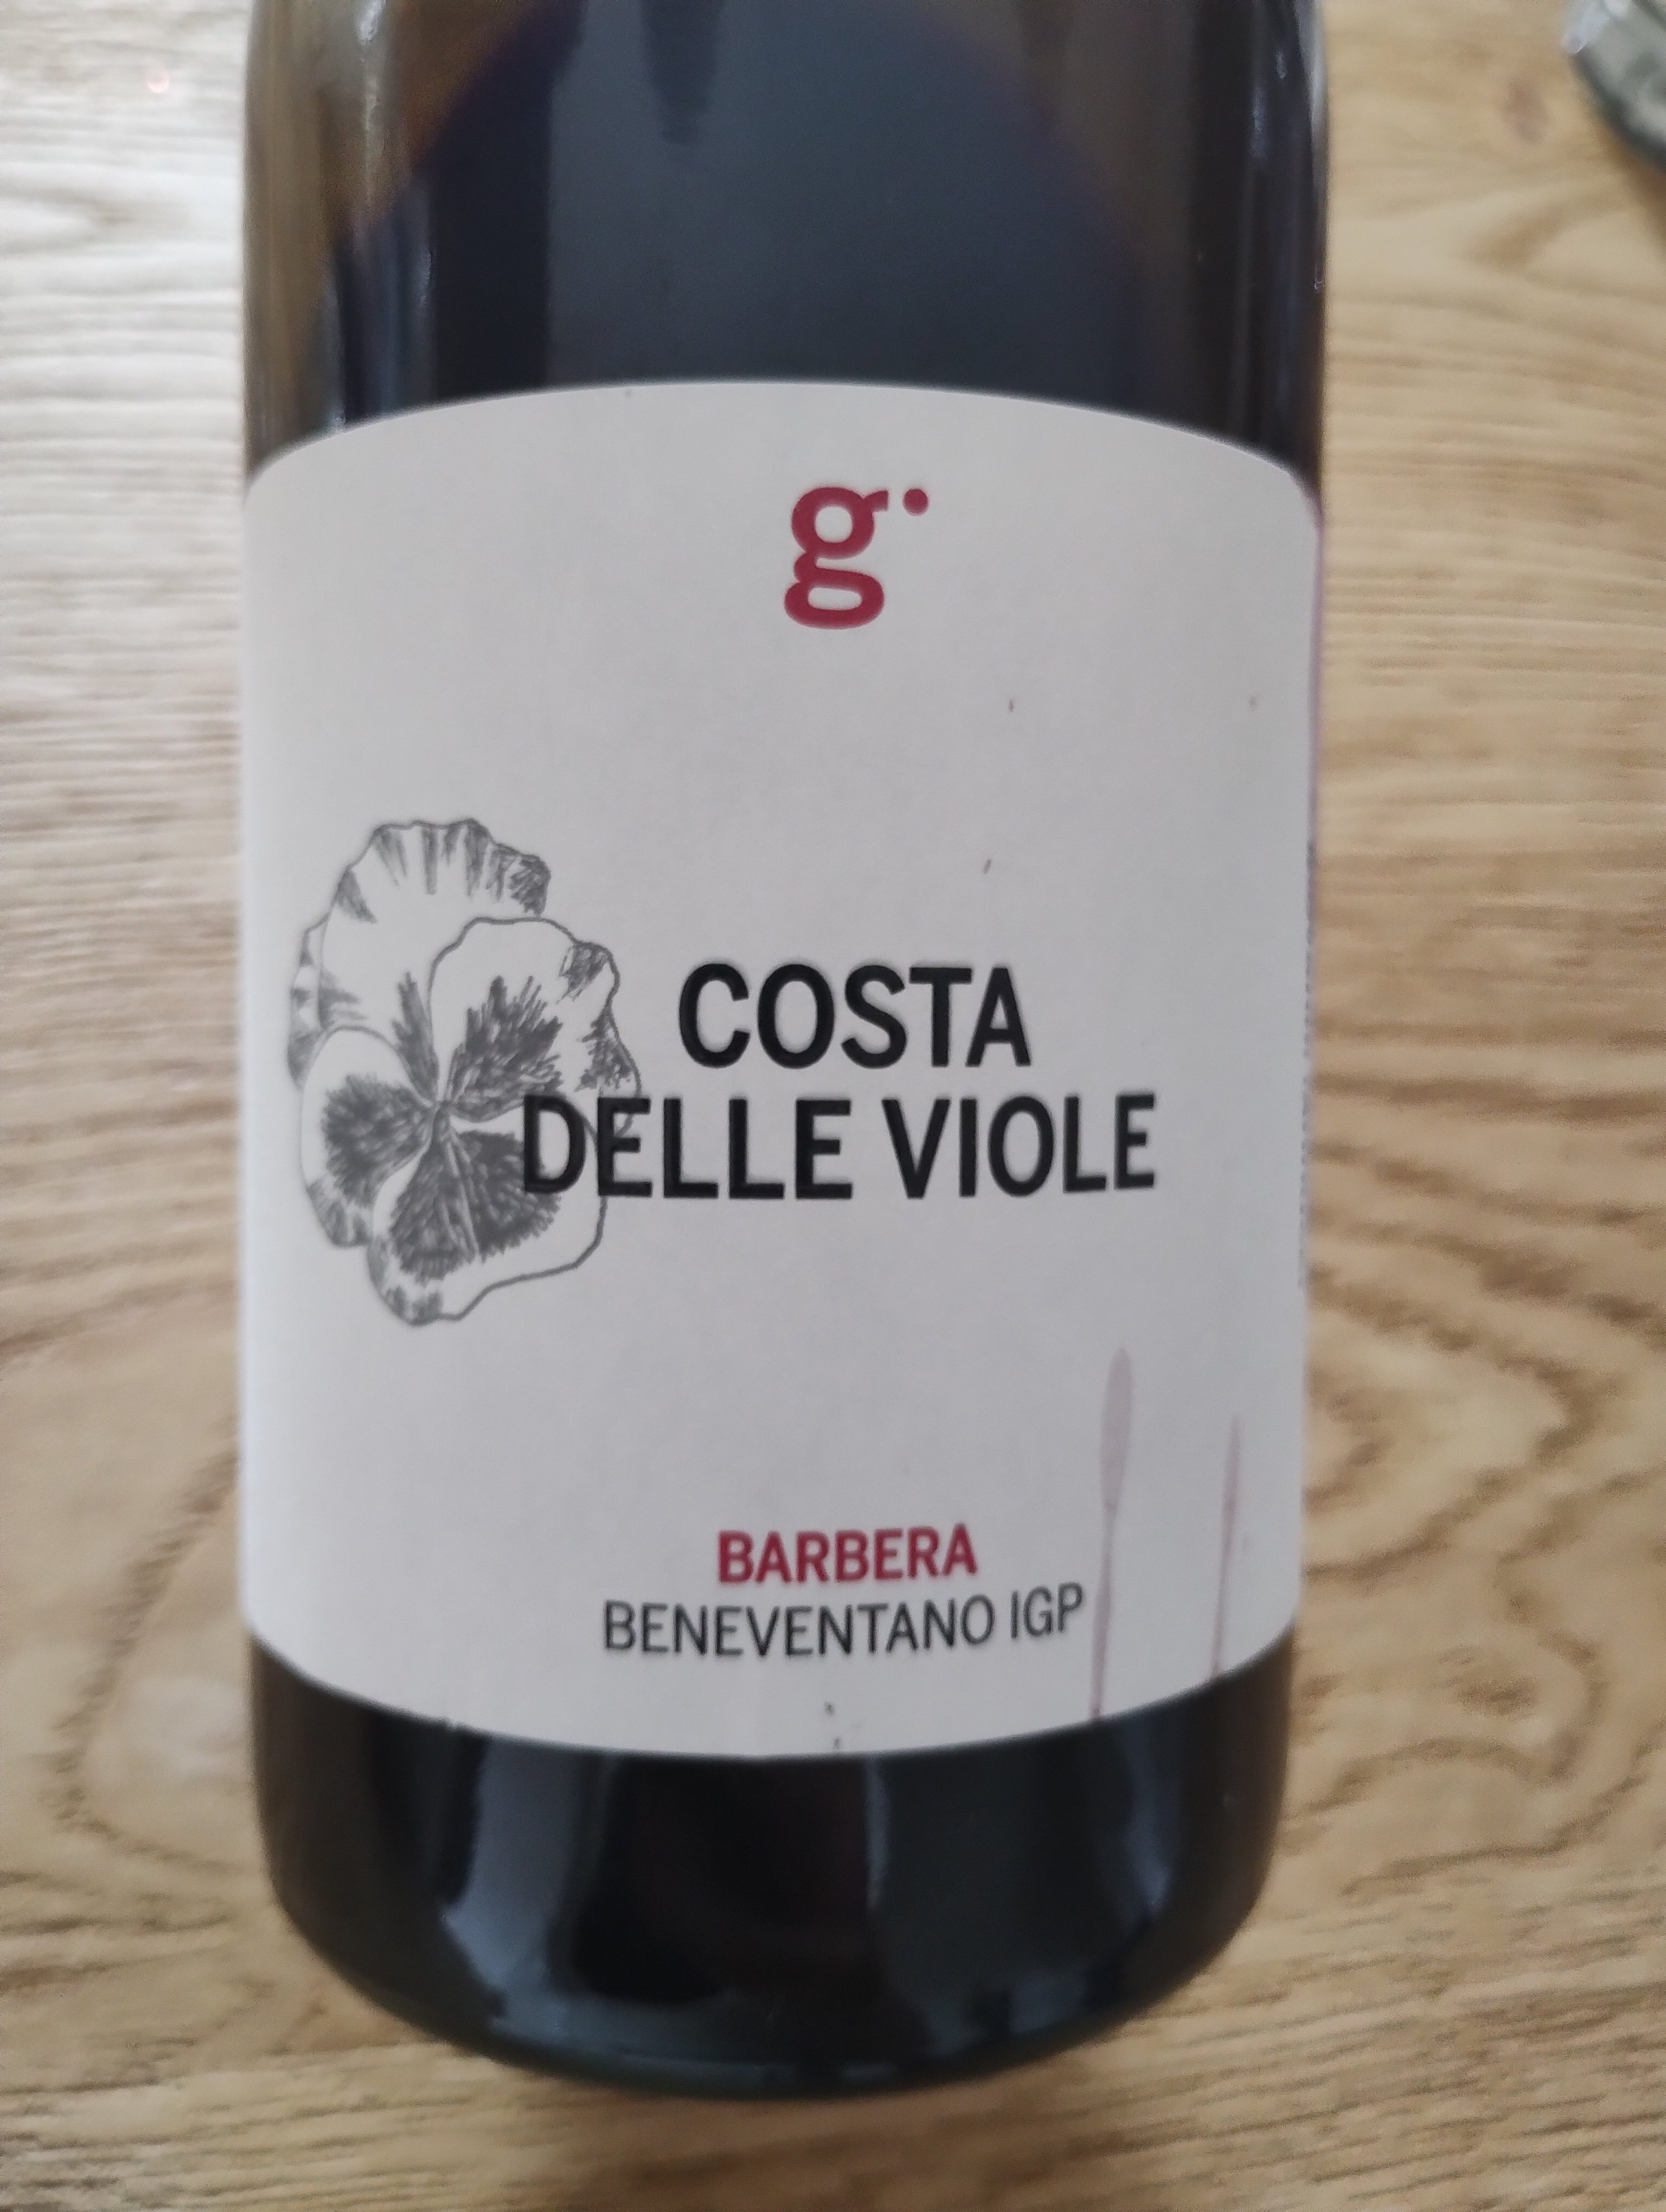 g.
COSTA
DELLE VIOLE
BARBERA
BENEVENTANO IGP